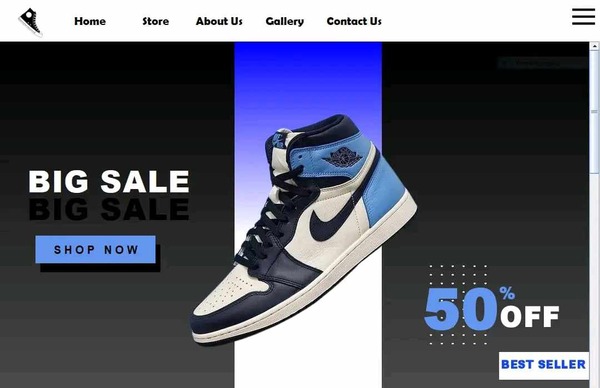 Home Store About Us Gallery Contact Us
BIG SALE
BIG SALE
SHOP NOW
50%
OFF
BEST SELLER